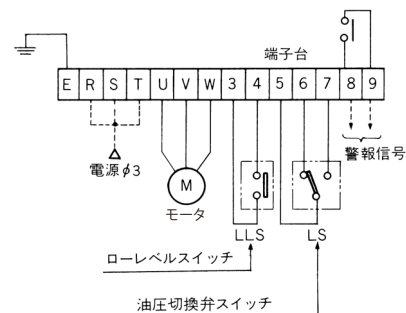 端子台
E R S T U V W 3 4 5 6 7 8 9
警報信号
電源φ3
M
モータ
LLS LS
ローレベルスイッチ
油圧切換弁スイッチ